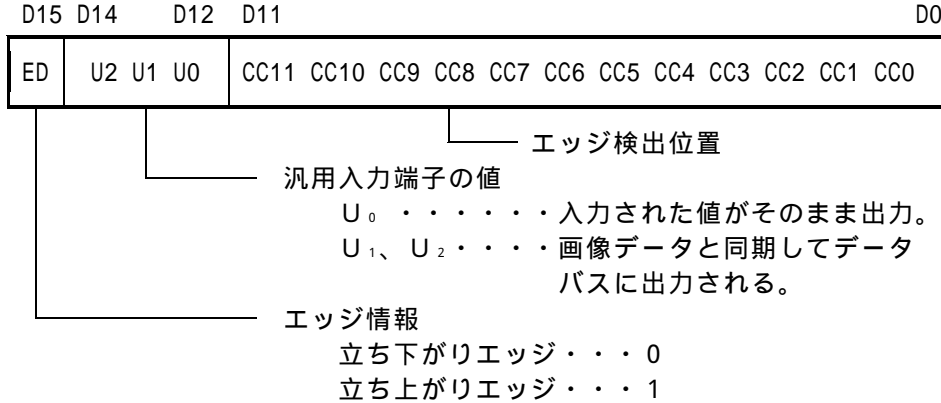 D15 D14 D12 D11 D0
ED U2 U1 U0 CC11 CC10 CC9 CC8 CC7 CC6 CC5 CC4 CC3 CC2 CC1 CC0
エッジ検出位置
汎用入力端子の値
U₀ ・・・・・・入力された値がそのまま出力。
U₁、U₂・・・・画像データと同期してデータ
バスに出力される。
エッジ情報
立ち下がりエッジ・・・0
立ち上がりエッジ・・・1